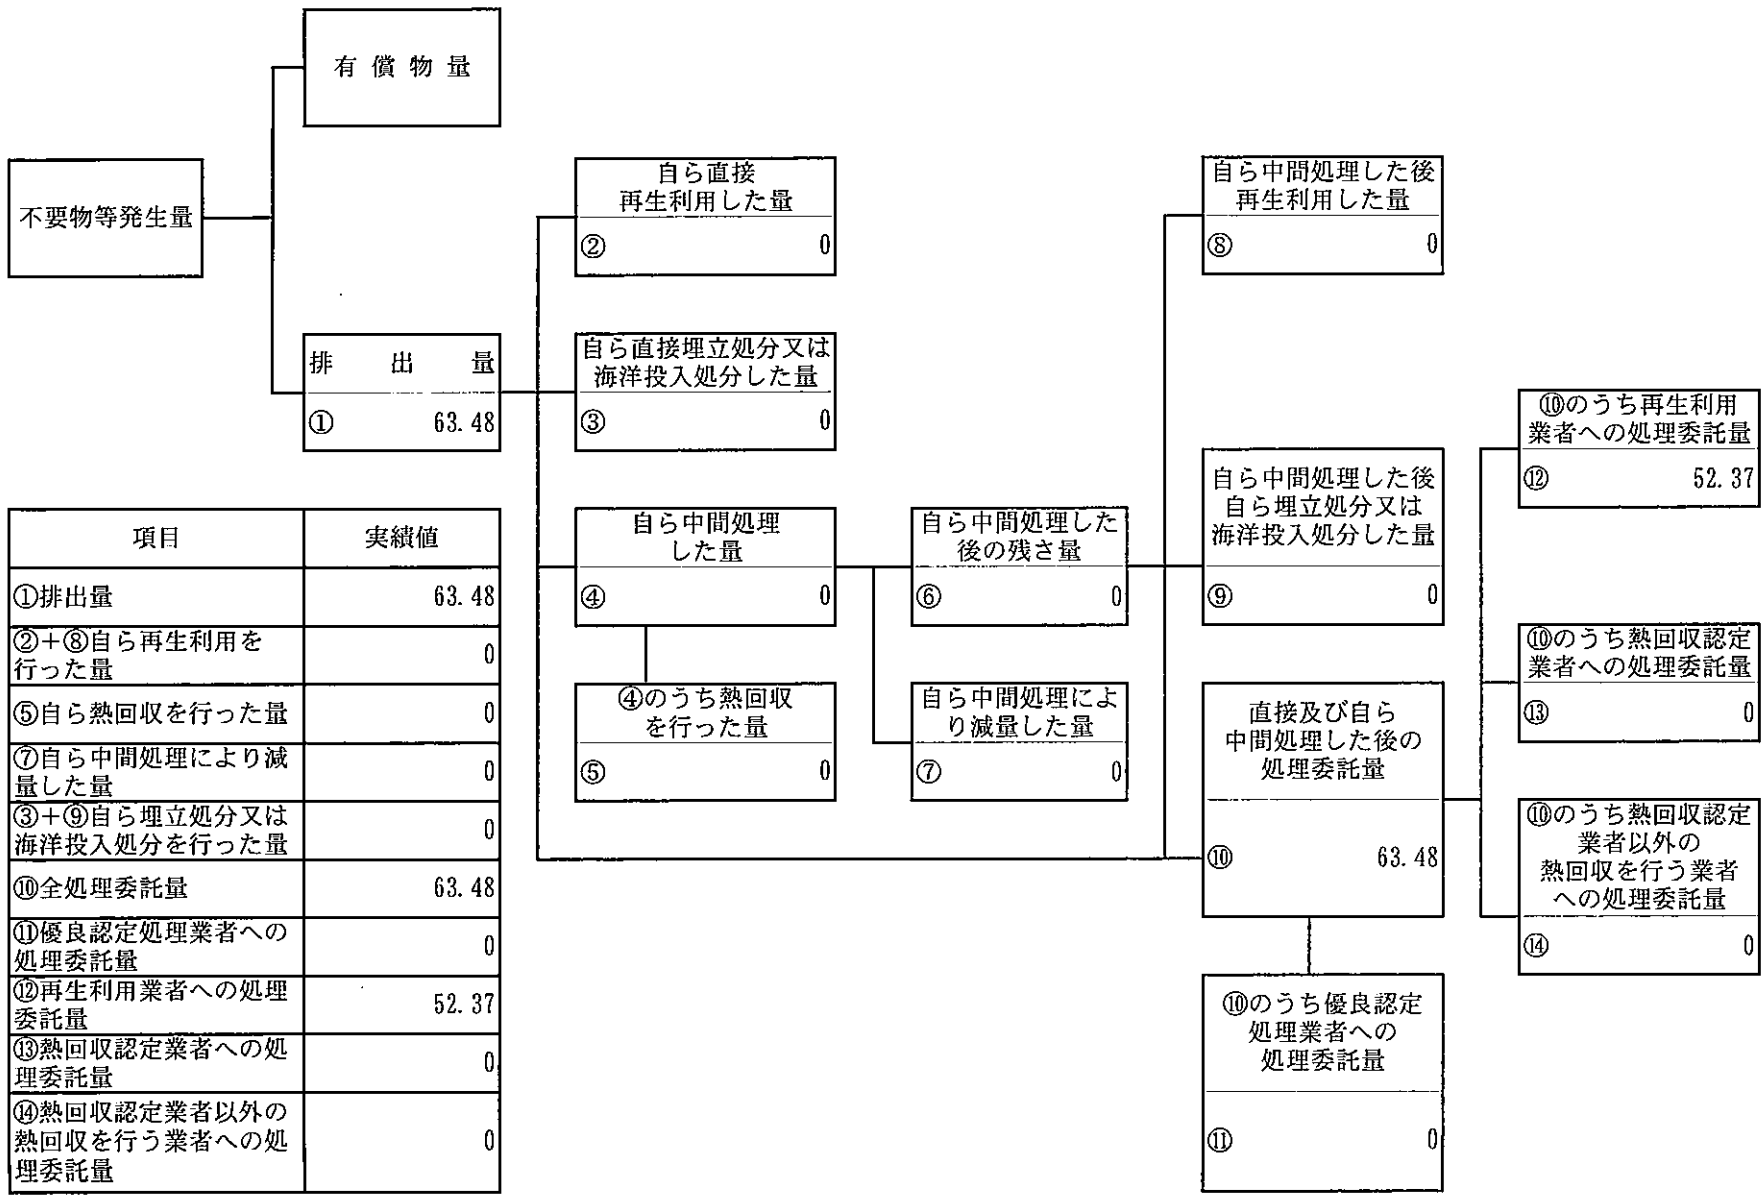 有償物量
不要物等発生量
排出量
① 63.48
自ら直接
再生利用した量
② 0
自ら直接埋立処分又は
海洋投入処分した量
③ 0
自ら中間処理
した量
④ 0
④のうち熱回収
を行った量
⑤ 0
自ら中間処理した
後の残さ量
⑥ 0
自ら中間処理によ
り減量した量
⑦ 0
自ら中間処理した後
再生利用した量
⑧ 0
自ら中間処理した後
自ら埋立処分又は
海洋投入処分した量
⑨ 0
直接及び自ら
中間処理した後の
処理委託量
⑩ 63.48
⑩のうち優良認定
処理業者への
処理委託量
⑪ 0
⑩のうち再生利用
業者への処理委託量
⑫ 52.37
⑩のうち熱回収認定
業者への処理委託量
⑬ 0
⑩のうち熱回収認定
業者以外の
熱回収を行う業者
への処理委託量
⑭ 0
項目 実績値
①排出量 63.48
②+⑧自ら再生利用を
行った量 0
⑤自ら熱回収を行った量 0
⑦自ら中間処理により減
量した量 0
③+⑨自ら埋立処分又は
海洋投入処分を行った量 0
⑩全処理委託量 63.48
⑪優良認定処理業者への
処理委託量 0
⑫再生利用業者への処理
委託量 52.37
⑬熱回収認定業者への処
理委託量 0
⑭熱回収認定業者以外の
熱回収を行う業者への処
理委託量 0